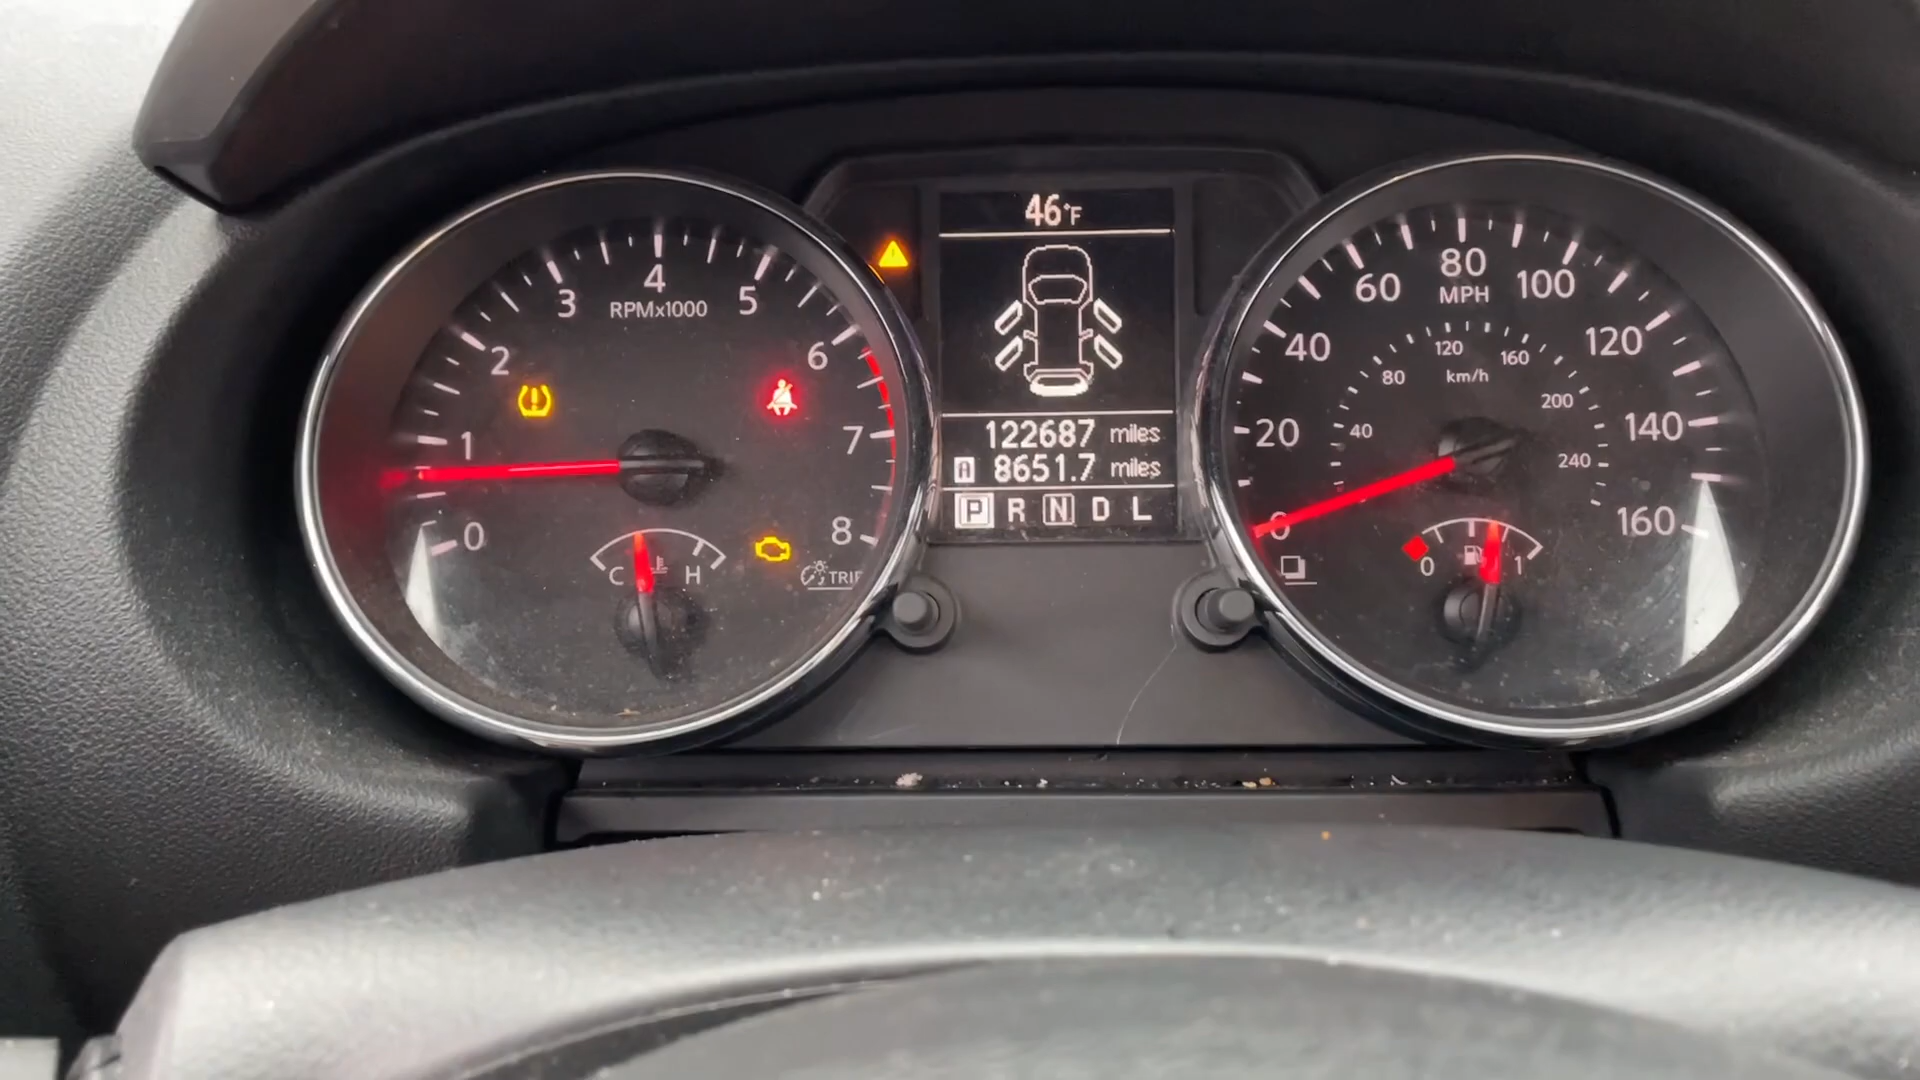 46°F
122687 miles
A 8651.7 miles
P R N D L
0 1 2 3 4 5 6 7 8
RPMx1000
C H
TRIP
0 20 40 60 80 100 120 140 160
MPH
40 80 120 160 200 240
km/h
0 1